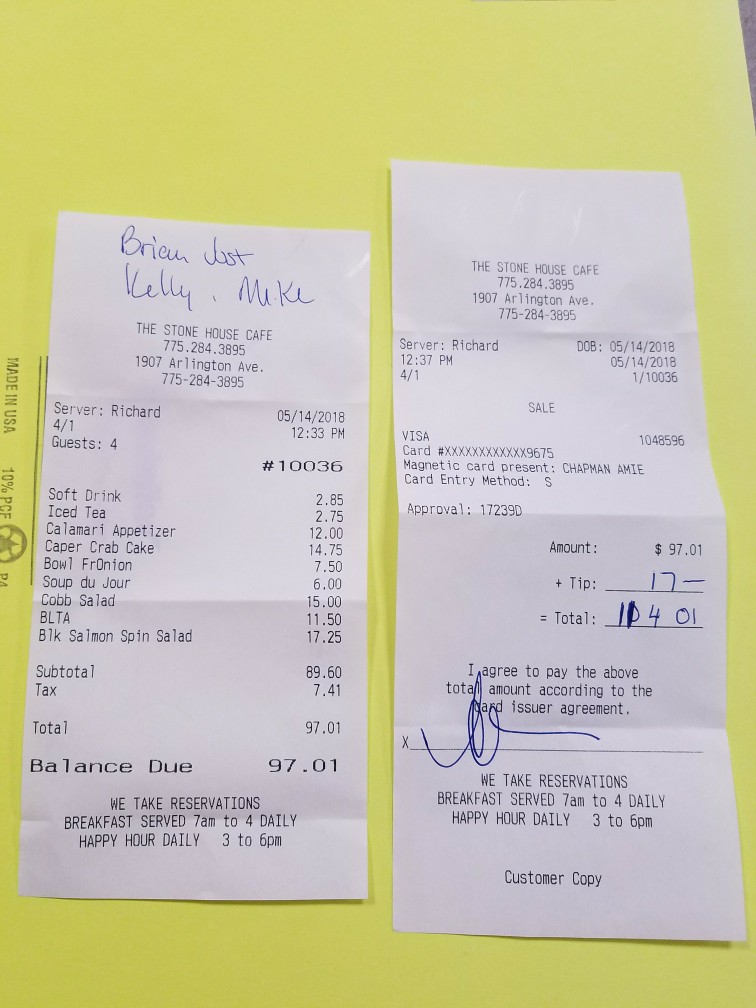 Brian Jost
Kelly, Mike
THE STONE HOUSE CAFE
775.284.3895
1907 Arlington Ave.
775-284-3895
Server: Richard 05/14/2018
4/1 12:33 PM
Guests: 4
#10036
Soft Drink 2.85
Iced Tea 2.75
Calamari Appetizer 12.00
Caper Crab Cake 14.75
Bowl FrOnion 7.50
Soup du Jour 6.00
Cobb Salad 15.00
BLTA 11.50
Blk Salmon Spin Salad 17.25
Subtotal 89.60
Tax 7.41
Total 97.01
Balance Due 97.01
WE TAKE RESERVATIONS
BREAKFAST SERVED 7am to 4 DAILY
HAPPY HOUR DAILY 3 to 6pm
THE STONE HOUSE CAFE
775.284.3895
1907 Arlington Ave.
775-284-3895
Server: Richard DOB: 05/14/2018
12:37 PM 05/14/2018
4/1 1/10036
SALE
VISA 1048596
Card #XXXXXXXXXXXX9675
Magnetic card present: CHAPMAN AMIE
Card Entry Method: S
Approval: 17239D
Amount: $ 97.01
+ Tip: 17-
= Total: 114 01
I agree to pay the above
total amount according to the
card issuer agreement.
X
WE TAKE RESERVATIONS
BREAKFAST SERVED 7am to 4 DAILY
HAPPY HOUR DAILY 3 to 6pm
Customer Copy
MADE IN USA 10% PCF